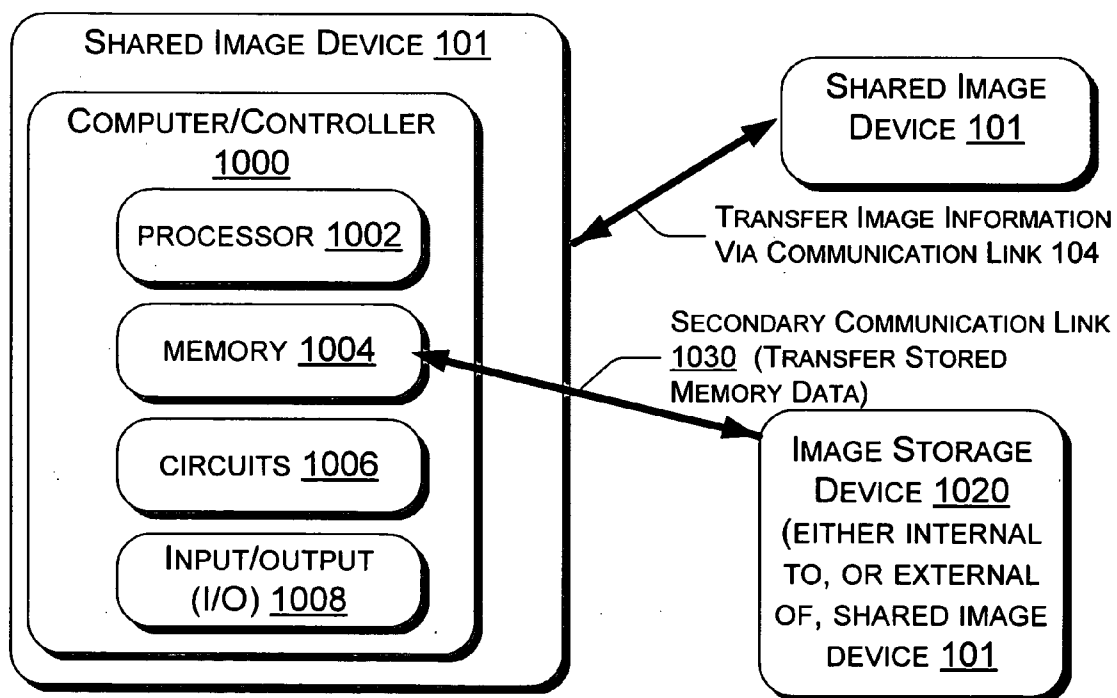 SHARED IMAGE DEVICE 101
COMPUTER/CONTROLLER
1000
PROCESSOR 1002
MEMORY 1004
CIRCUITS 1006
INPUT/OUTPUT
(I/O) 1008
SHARED IMAGE
DEVICE 101
TRANSFER IMAGE INFORMATION
VIA COMMUNICATION LINK 104
SECONDARY COMMUNICATION LINK
1030 (TRANSFER STORED
MEMORY DATA)
IMAGE STORAGE
DEVICE 1020
(EITHER INTERNAL
TO, OR EXTERNAL
OF, SHARED IMAGE
DEVICE 101